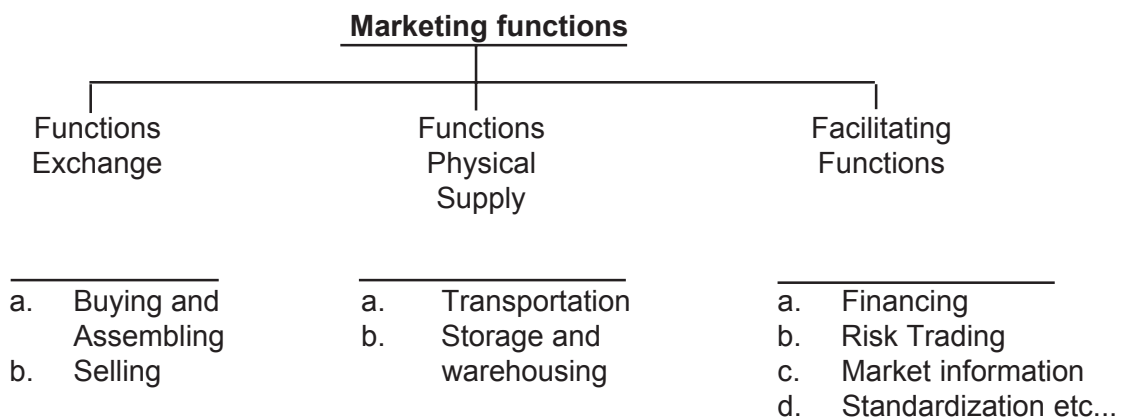 Marketing functions
Functions
Exchange
Functions
Physical
Supply
Facilitating
Functions
a. Buying and
Assembling
b. Selling
a. Transportation
b. Storage and
warehousing
a. Financing
b. Risk Trading
c. Market information
d. Standardization etc...